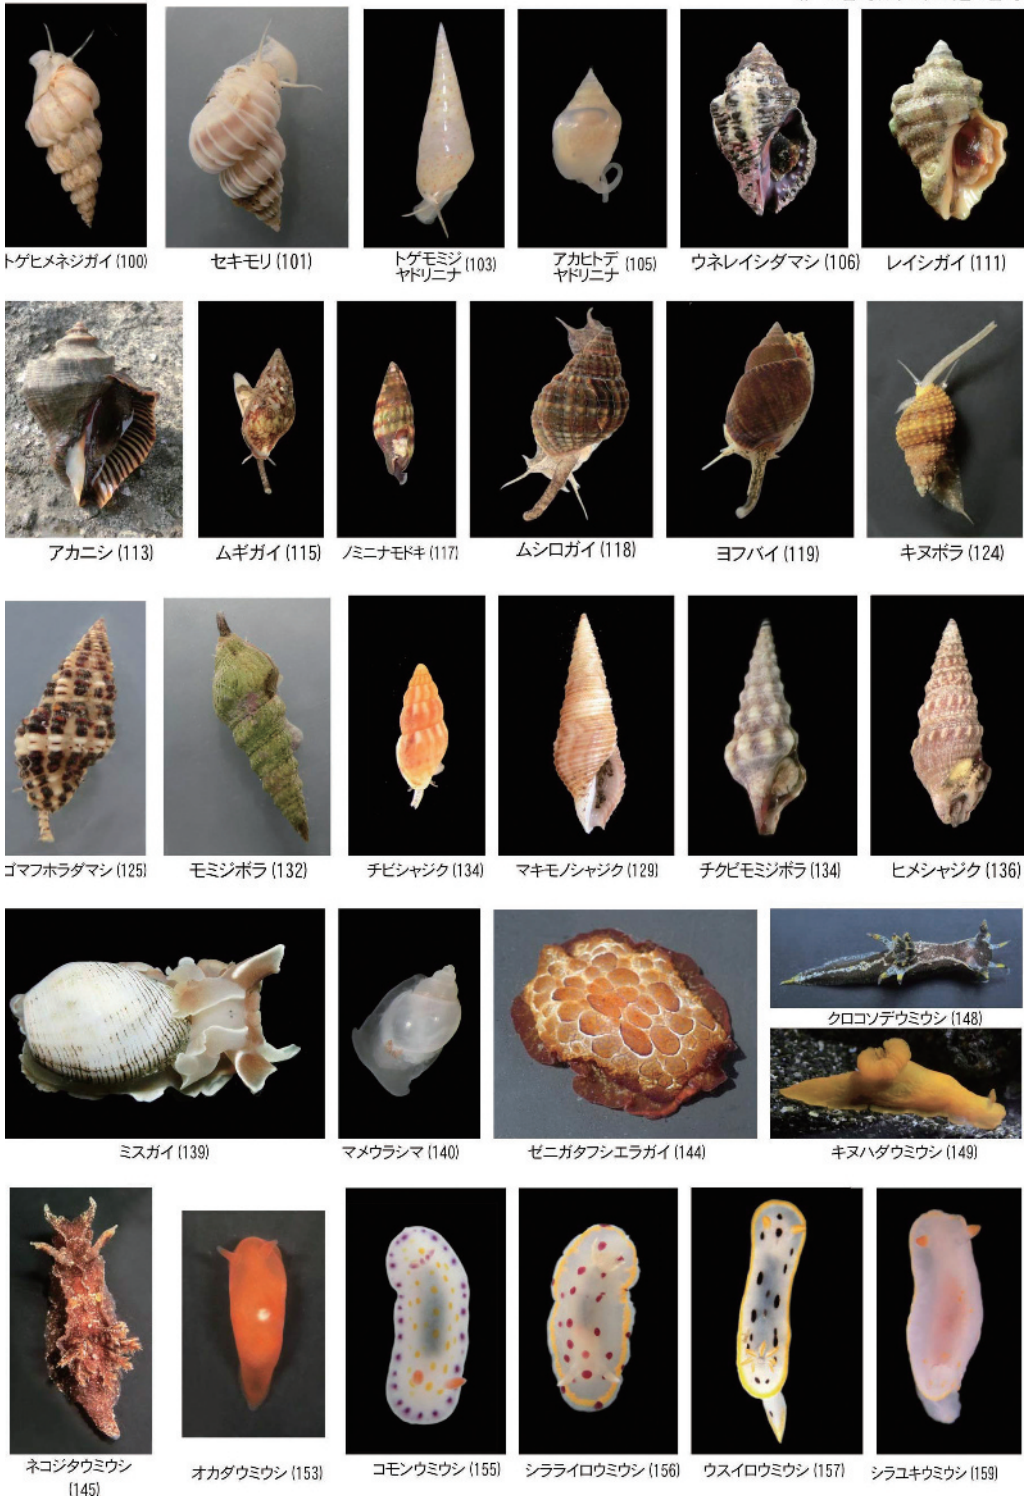 トゲヒメネジガイ (100)
セキモリ (101)
トゲモミジ
ヤドリニナ (103)
アカヒトデ
ヤドリニナ (105)
ウネレイシダマシ (106)
レイシガイ (111)
アカニシ (113)
ムギガイ (115)
ノミニナモドキ (117)
ムシロガイ (118)
ヨフバイ (119)
キヌボラ (124)
ゴマフホラダマシ (125)
モミジボラ (132)
チビシャジク (134)
マキモノシャジク (129)
チクビモミジボラ (134)
ヒメシャジク (136)
ミスガイ (139)
マメウラシマ (140)
ゼニガタフシエラガイ (144)
クロコソデウミウシ (148)
キヌハダウミウシ (149)
ネコジタウミウシ
(145)
オカダウミウシ (153)
コモンウミウシ (155)
シラライロウミウシ (156)
ウスイロウミウシ (157)
シラユキウミウシ (159)